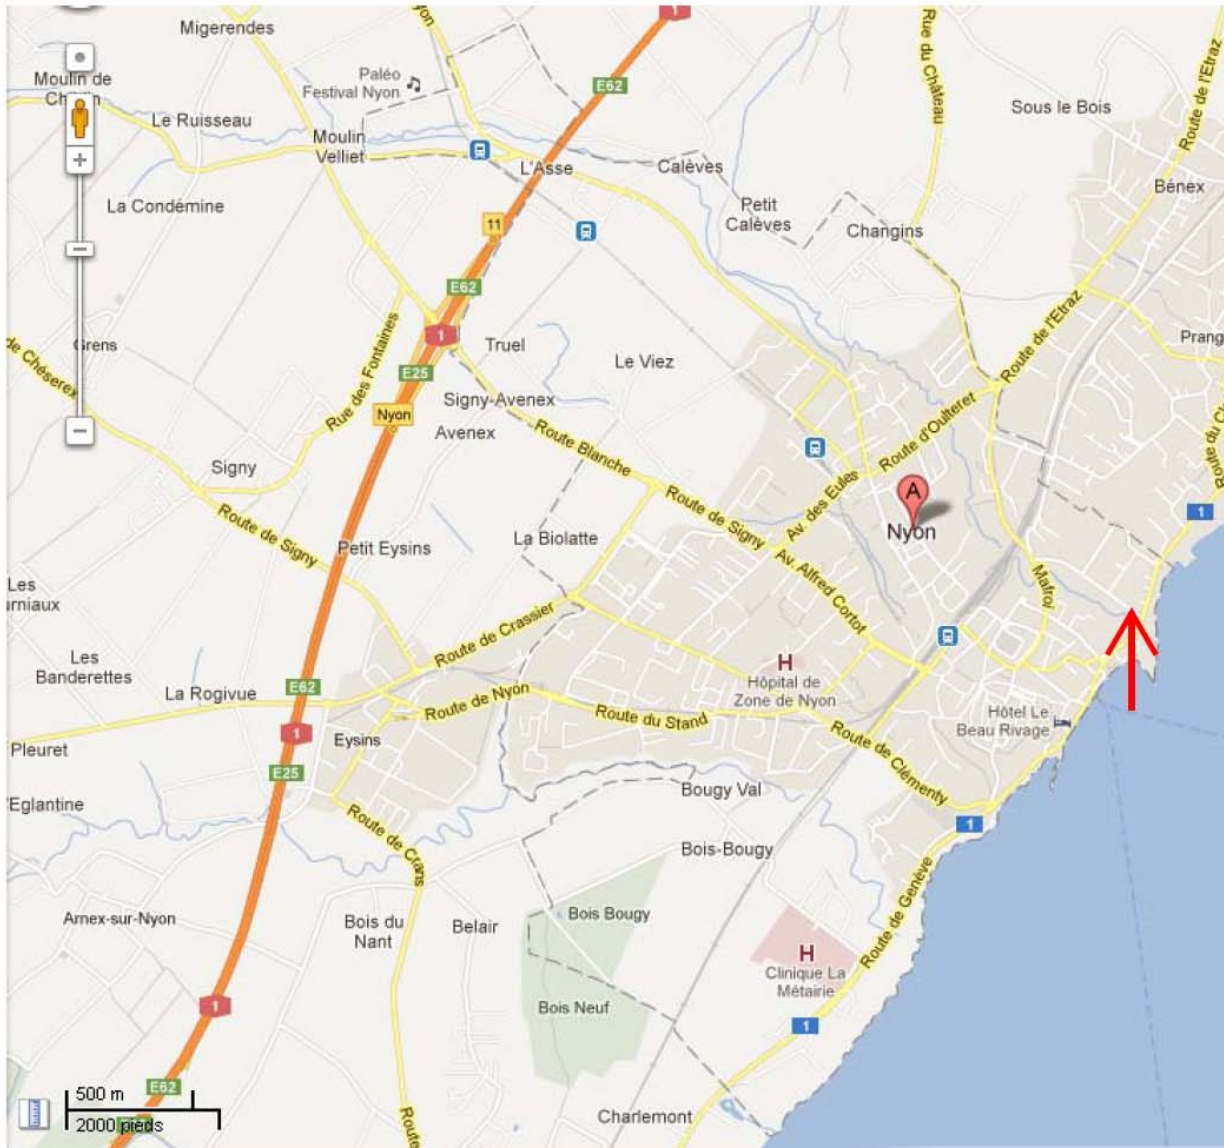 1
Nyon
Migerendes
E62
Rue du Château
Route de l'Etraz
Moulin de
Paléo
Festival Nyon
Sous le Bois
Le Ruisseau
Moulin
Velliet
L'Asse
Calèves
Bénex
La Condémine
Petit
Calèves
11
Changins
E62
Route de l'Etraz
1
Grens
Truel
Le Viez
Prang
de Chéserex
Rue des Fontaines
E25
Signy-Avenex
Nyon
Avenex
Route Blanche
Route d'Oulteret
Route du C
Signy
Av. des Eules
A
Nyon
Route de Signy
Route de Signy
1
La Biolatte
Petit Eysins
Av. Alfred Cortot
Mafroi
Les
urniaux
Route de Crassier
Les
Banderettes
H
Hôpital de
Zone de Nyon
La Rogivue
E62
Route de Nyon
Route du Stand
Hôtel Le
Beau Rivage
1
Eysins
Pleuret
E25
Route de Clémenty
Bougy Val
'Eglantine
1
Route de Crans
Bois-Bougy
Arnex-sur-Nyon
Bois du
Nant
Belair
Bois Bougy
Route de Genève
H
Clinique La
Métairie
1
Bois Neuf
1
E62
500 m
2000 pieds
Route
Charlemont